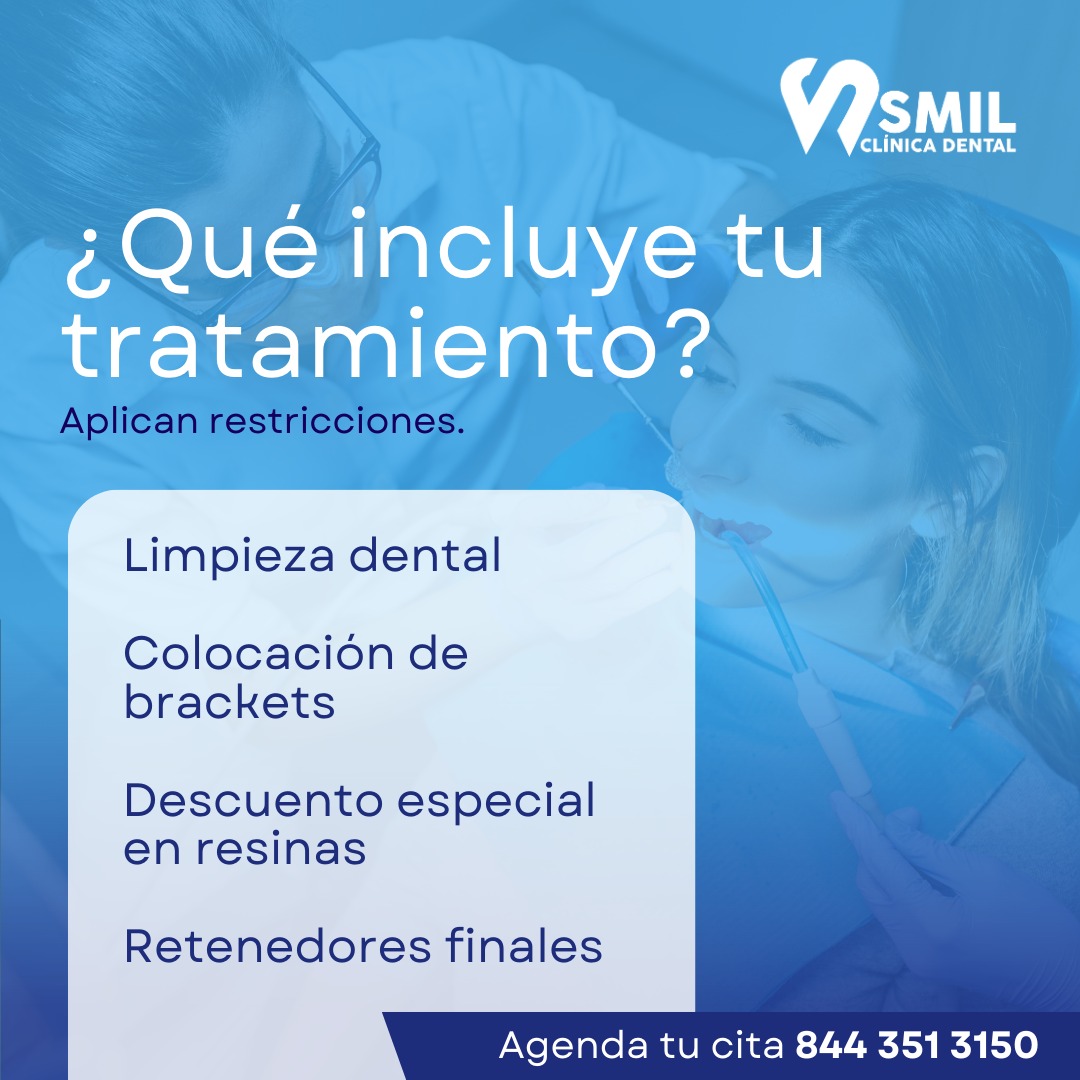 SMIL
CLÍNICA DENTAL
¿Qué incluye tu
tratamiento?
Aplican restricciones.
Limpieza dental
Colocación de
brackets
Descuento especial
en resinas
Retenedores finales
Agenda tu cita 844 351 3150